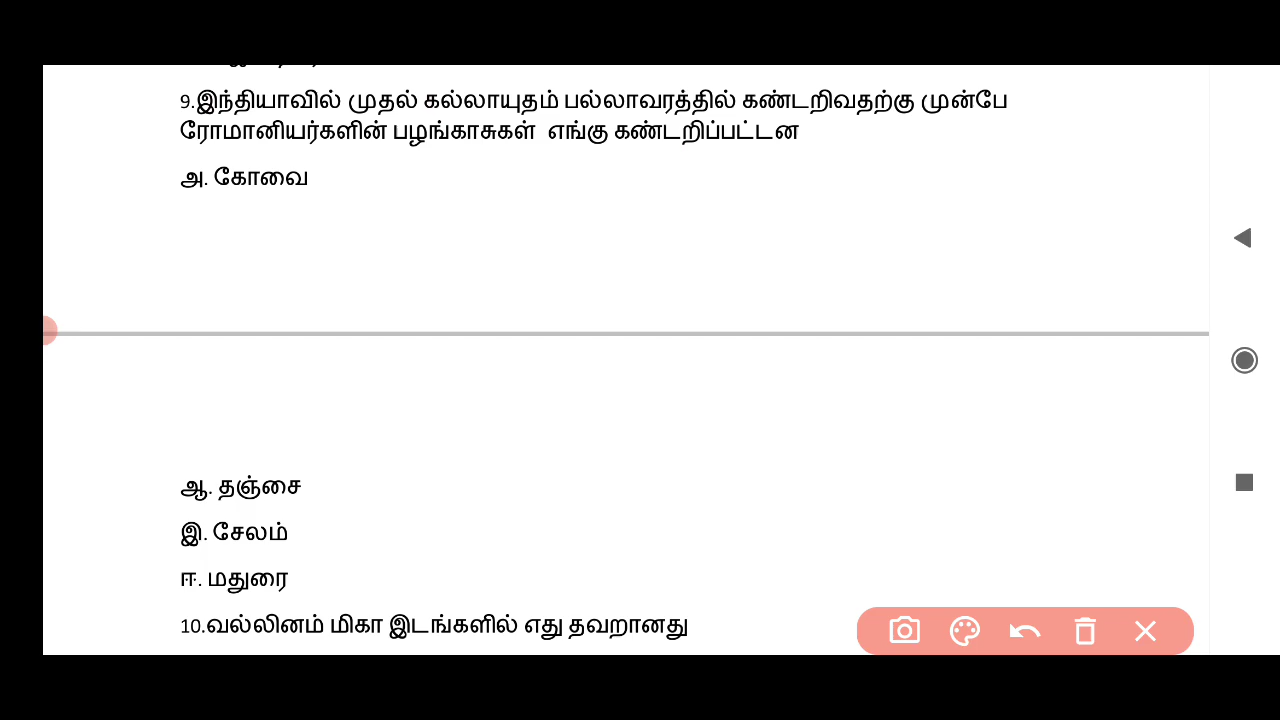 9.இந்தியாவில் முதல் கல்லாயுதம் பல்லாவரத்தில் கண்டறிவதற்கு முன்பே
ரோமானியர்களின் பழங்காசுகள் எங்கு கண்டறிப்பட்டன
அ. கோவை
ஆ. தஞ்சை
இ. சேலம்
ஈ. மதுரை
10.வல்லினம் மிகா இடங்களில் எது தவறானது